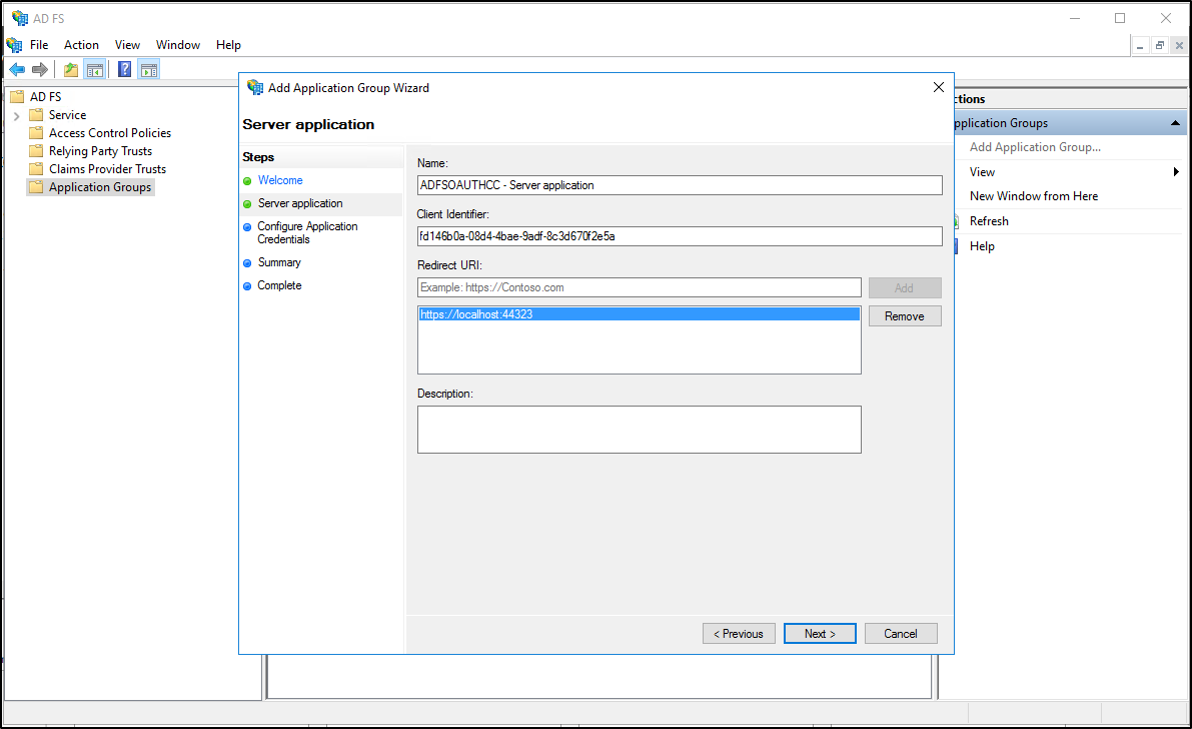 AD FS
File Action View Window Help
AD FS
Service
Access Control Policies
Relying Party Trusts
Claims Provider Trusts
Application Groups
Add Application Group Wizard
Server application
Steps
Welcome
Server application
Configure Application
Credentials
Summary
Complete
Name:
ADFSOAUTHCC - Server application
Client Identifier:
fd146b0a-08d4-4bae-9adf-8c3d670f2e5a
Redirect URI:
Example: https://Contoso.com
Add
https://localhost:44323
Remove
Description:
< Previous
Next >
Cancel
ctions
pplication Groups
Add Application Group...
View
New Window from Here
Refresh
Help